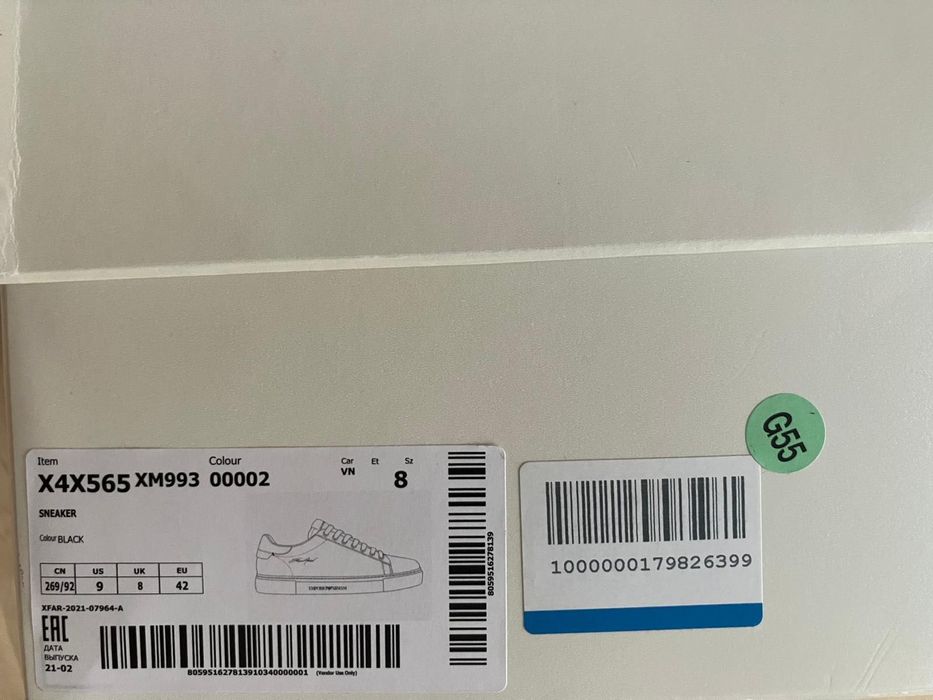 Item Colour Car Et Sz
X4X565 XM993 00002 VN 8
SNEAKER
Colour BLACK
CN US UK EU
269/92 9 8 42
XFAR-2021-07964-A
EAC
ДАТА
ВЫПУСКА
21-02
805951627813910340000001 (Vendor Use Only)
8059516278139
G55
1000000179826399